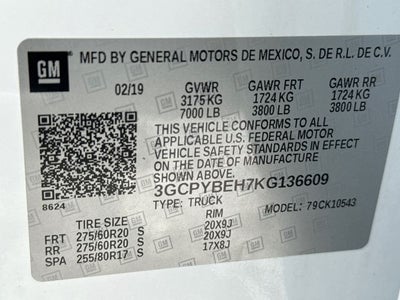 GM
MFD BY GENERAL MOTORS DE MEXICO, S. DE R.L. DE C.V.
02/19 GVWR GAWR FRT GAWR RR
3175 KG 1724 KG 1724 KG
7000 LB 3800 LB 3800 LB
THIS VEHICLE CONFORMS TO ALL
APPLICABLE U.S. FEDERAL MOTOR
VEHICLE SAFETY STANDARDS IN EFFECT
ON THE DATE OF MANUFACTURE
SHOWN ABOVE.
3GCPYBEH7KG136609
8624 TYPE: TRUCK MODEL: 79CK10543
TIRE SIZE RIM
FRT 275/60R20 S 20X9J
RR 275/60R20 S 20X9J
SPA 255/80R17 S 17X8J